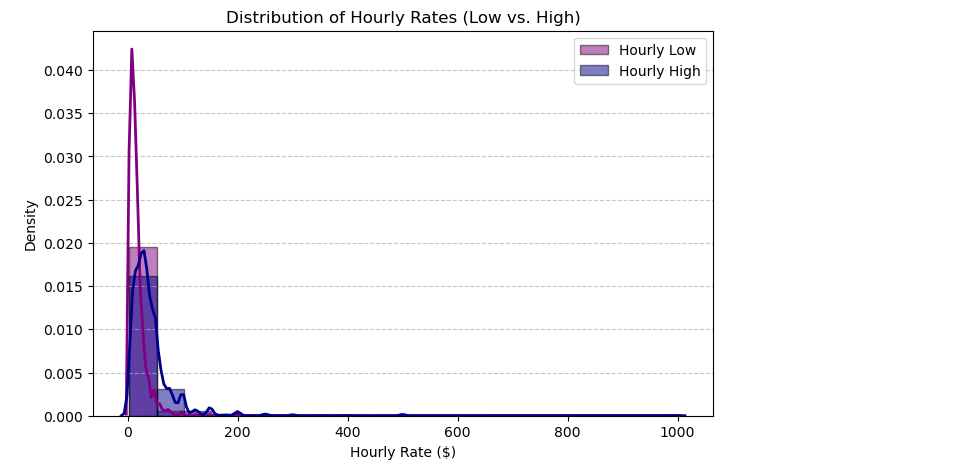 Distribution of Hourly Rates (Low vs. High)
Hourly Low
Hourly High
0.040
0.035
0.030
0.025
0.020
0.015
0.010
0.005
0.000
Density
0 200 400 600 800 1000
Hourly Rate ($)